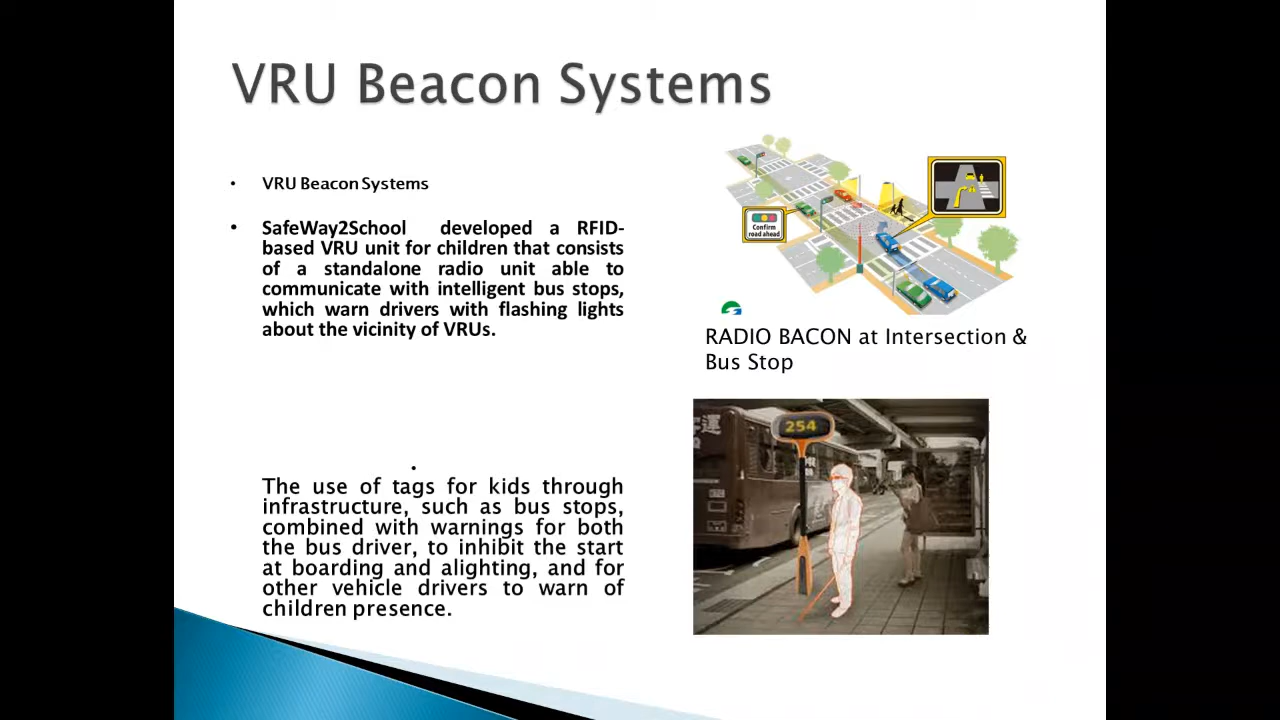 VRU Beacon Systems
• VRU Beacon Systems
• SafeWay2School developed a RFID-
based VRU unit for children that consists
of a standalone radio unit able to
communicate with intelligent bus stops,
which warn drivers with flashing lights
about the vicinity of VRUs.
•
The use of tags for kids through
infrastructure, such as bus stops,
combined with warnings for both
the bus driver, to inhibit the start
at boarding and alighting, and for
other vehicle drivers to warn of
children presence.
Confirm
road ahead
RADIO BACON at Intersection &
Bus Stop
254